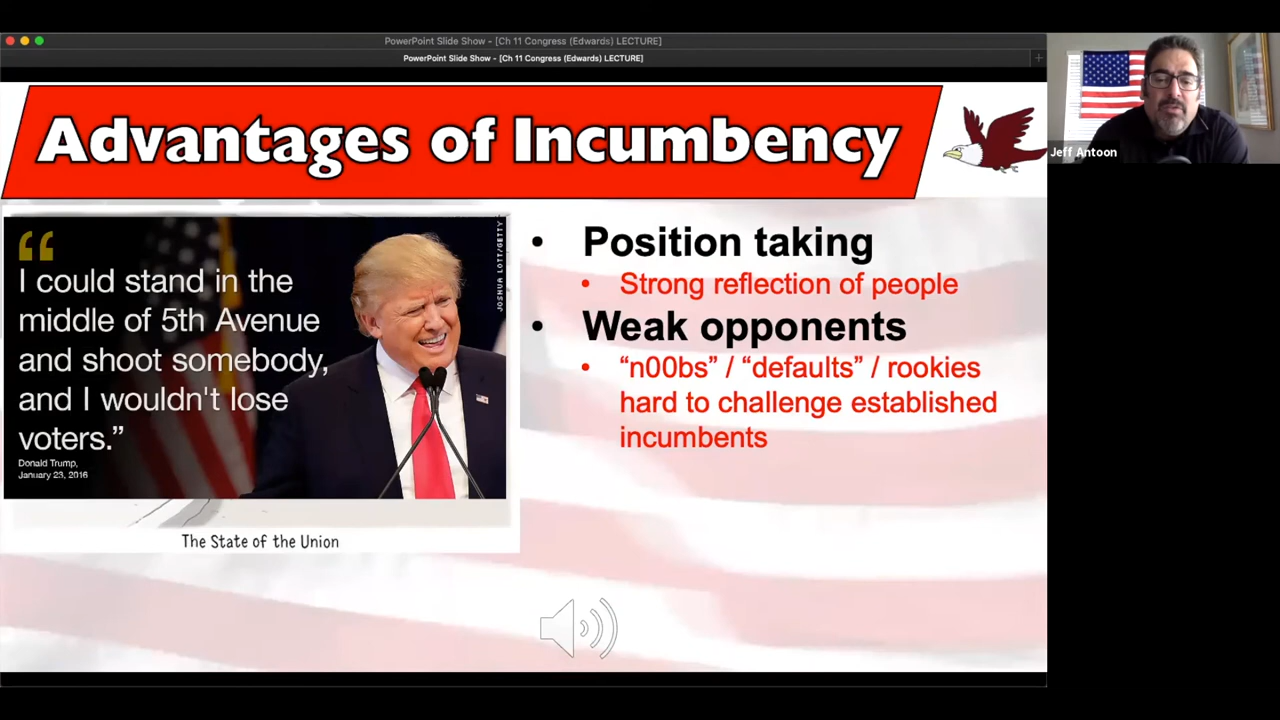 PowerPoint Slide Show - [Ch 11 Congress (Edwards) LECTURE]
PowerPoint Slide Show - [Ch 11 Congress (Edwards) LECTURE]
Advantages of Incumbency
Jeff Antoon
“
I could stand in the
middle of 5th Avenue
and shoot somebody,
and I wouldn't lose
voters.”
Donald Trump,
January 23, 2016
JOSHUA LOTT/GETTY
The State of the Union
• Position taking
• Strong reflection of people
• Weak opponents
• “n00bs” / “defaults” / rookies
hard to challenge established
incumbents